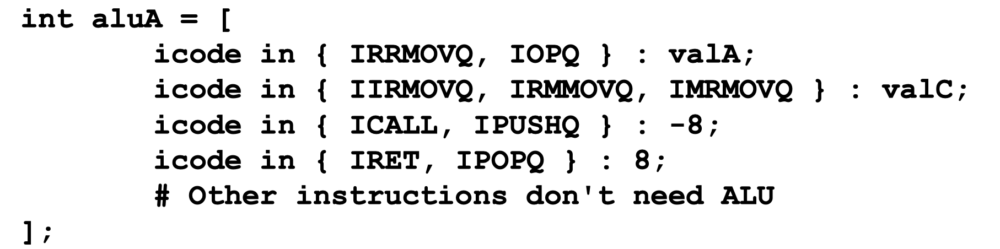 int aluA = [
icode in { IRRMOVQ, IOPQ } : valA;
icode in { IIRMOVQ, IRMMOVQ, IMRMOVQ } : valC;
icode in { ICALL, IPUSHQ } : -8;
icode in { IRET, IPOPQ } : 8;
# Other instructions don't need ALU
];